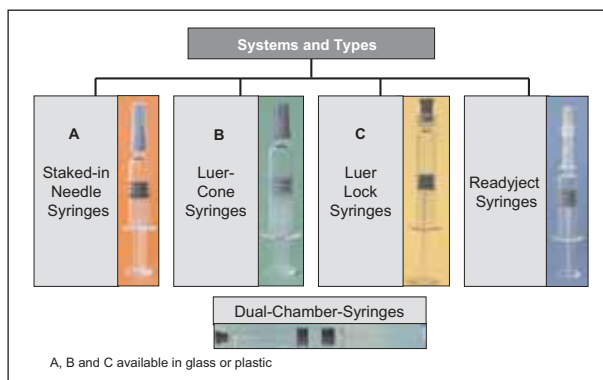 Systems and Types
A
Staked-in
Needle
Syringes
B
Luer-
Cone
Syringes
C
Luer
Lock
Syringes
Readyject
Syringes
Dual-Chamber-Syringes
A, B and C available in glass or plastic